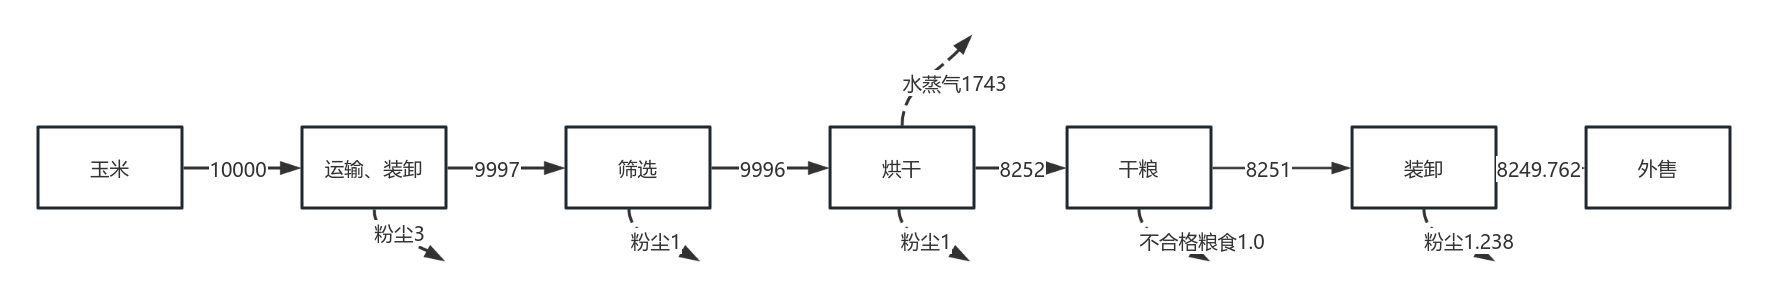 水蒸气1743
玉米
10000
运输、装卸
9997
筛选
9996
烘干
8252
干粮
8251
装卸
8249.762
外售
粉尘3
粉尘1
粉尘1
不合格粮食1.0
粉尘1.238